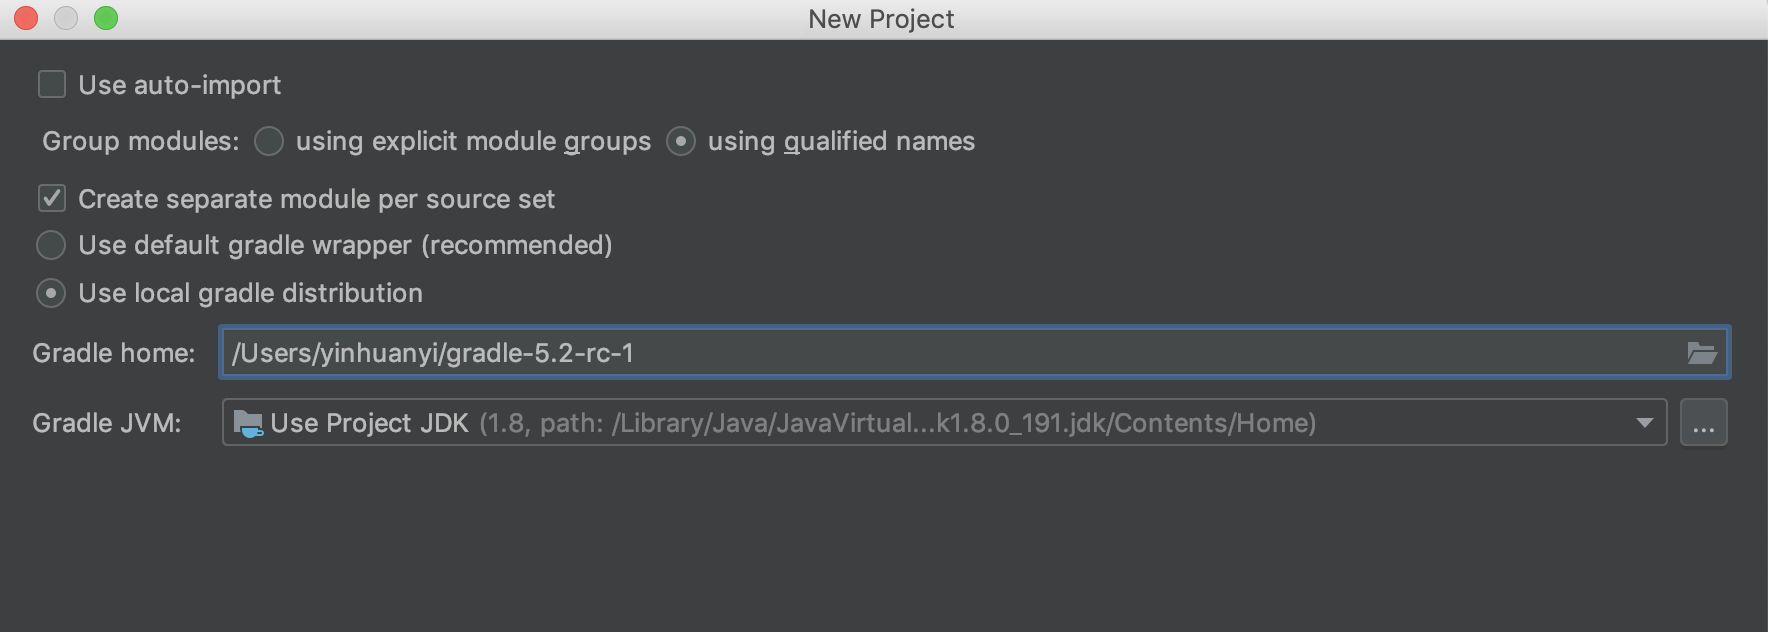 New Project
Use auto-import
Group modules: using explicit module groups using qualified names
Create separate module per source set
Use default gradle wrapper (recommended)
Use local gradle distribution
Gradle home: /Users/yinhuanyi/gradle-5.2-rc-1
Gradle JVM: Use Project JDK (1.8, path: /Library/Java/JavaVirtual...k1.8.0_191.jdk/Contents/Home) ...